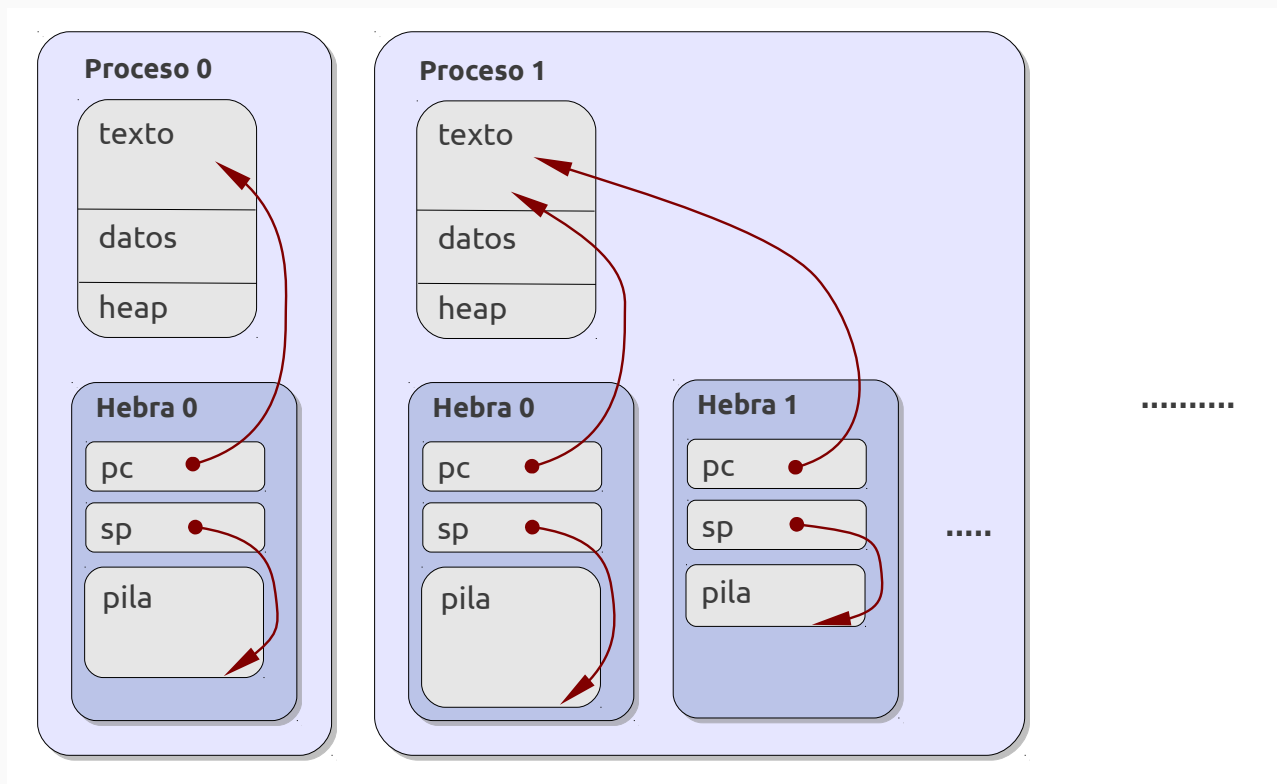 Proceso 0
texto
datos
heap
Hebra 0
pc
sp
pila
Proceso 1
texto
datos
heap
Hebra 0
pc
sp
pila
Hebra 1
pc
sp
pila
.....
..........